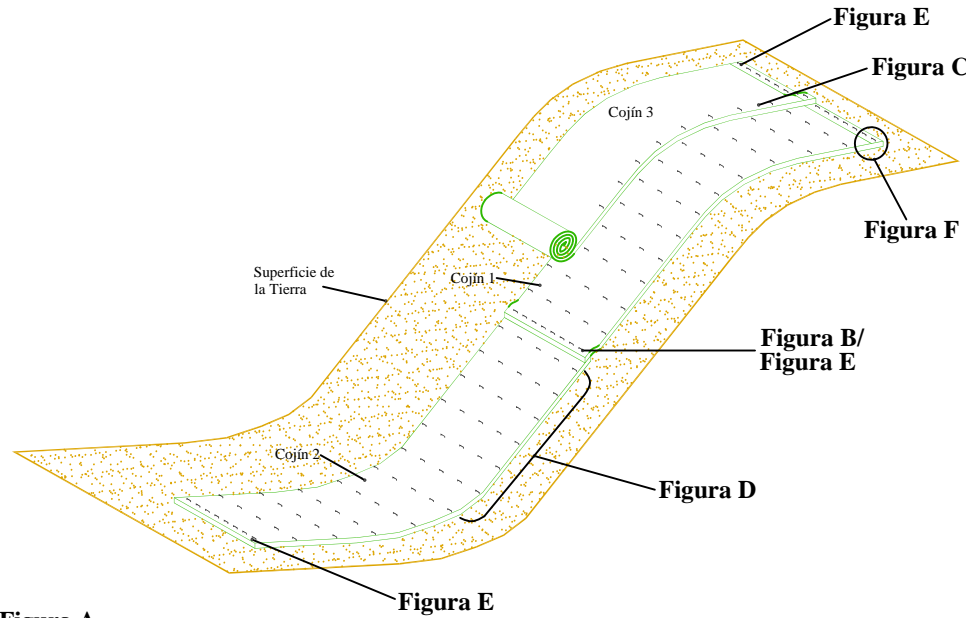 Figura E
Figura C
Cojín 3
Figura F
Superficie de
la Tierra
Cojín 1
Figura B/
Figura E
Cojín 2
Figura D
Figura E
Figura A